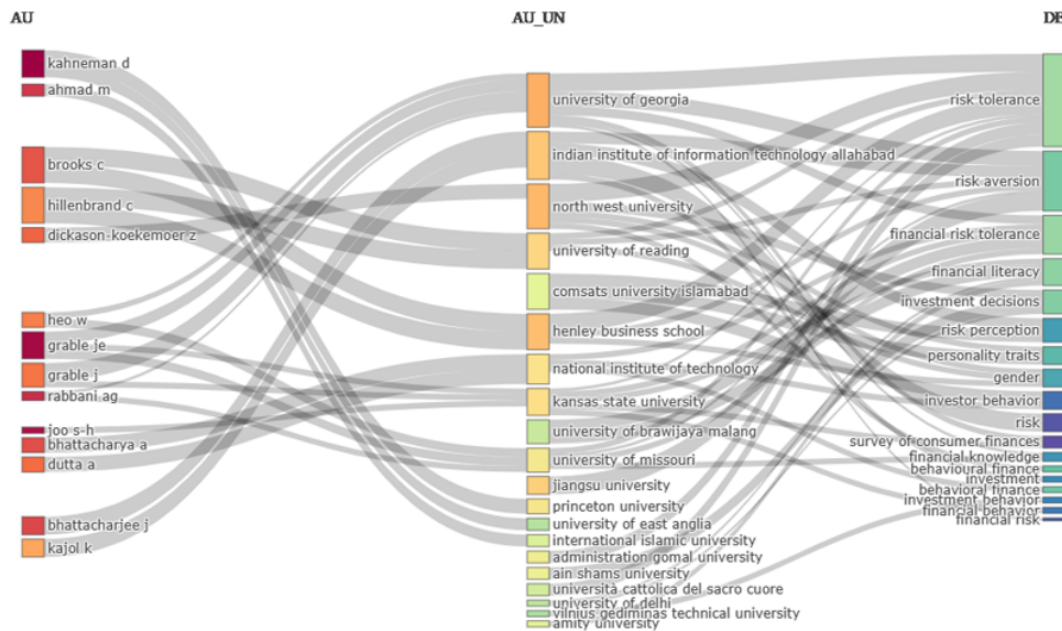 AU
AU_UN
DE
kahneman d
ahmad m
brooks c
hillenbrand c
dickason-koekemoer z
heo w
grable je
grable j
rabbani ag
joo s-h
bhattacharya a
dutta a
bhattacharjee j
kajol k
university of georgia
indian institute of information technology allahabad
north west university
university of reading
comsats university islamabad
henley business school
national institute of technology
kansas state university
university of brawijaya malang
university of missouri
jiangsu university
princeton university
university of east anglia
international islamic university
administration gomal university
ain shams university
università cattolica del sacro cuore
university of delhi
vilnius gediminas technical university
amity university
risk tolerance
risk aversion
financial risk tolerance
financial literacy
investment decisions
risk perception
personality traits
gender
investor behavior
risk
survey of consumer finances
financial knowledge
behavioural finance
investment
behavioral finance
investment behavior
financial behavior
financial risk